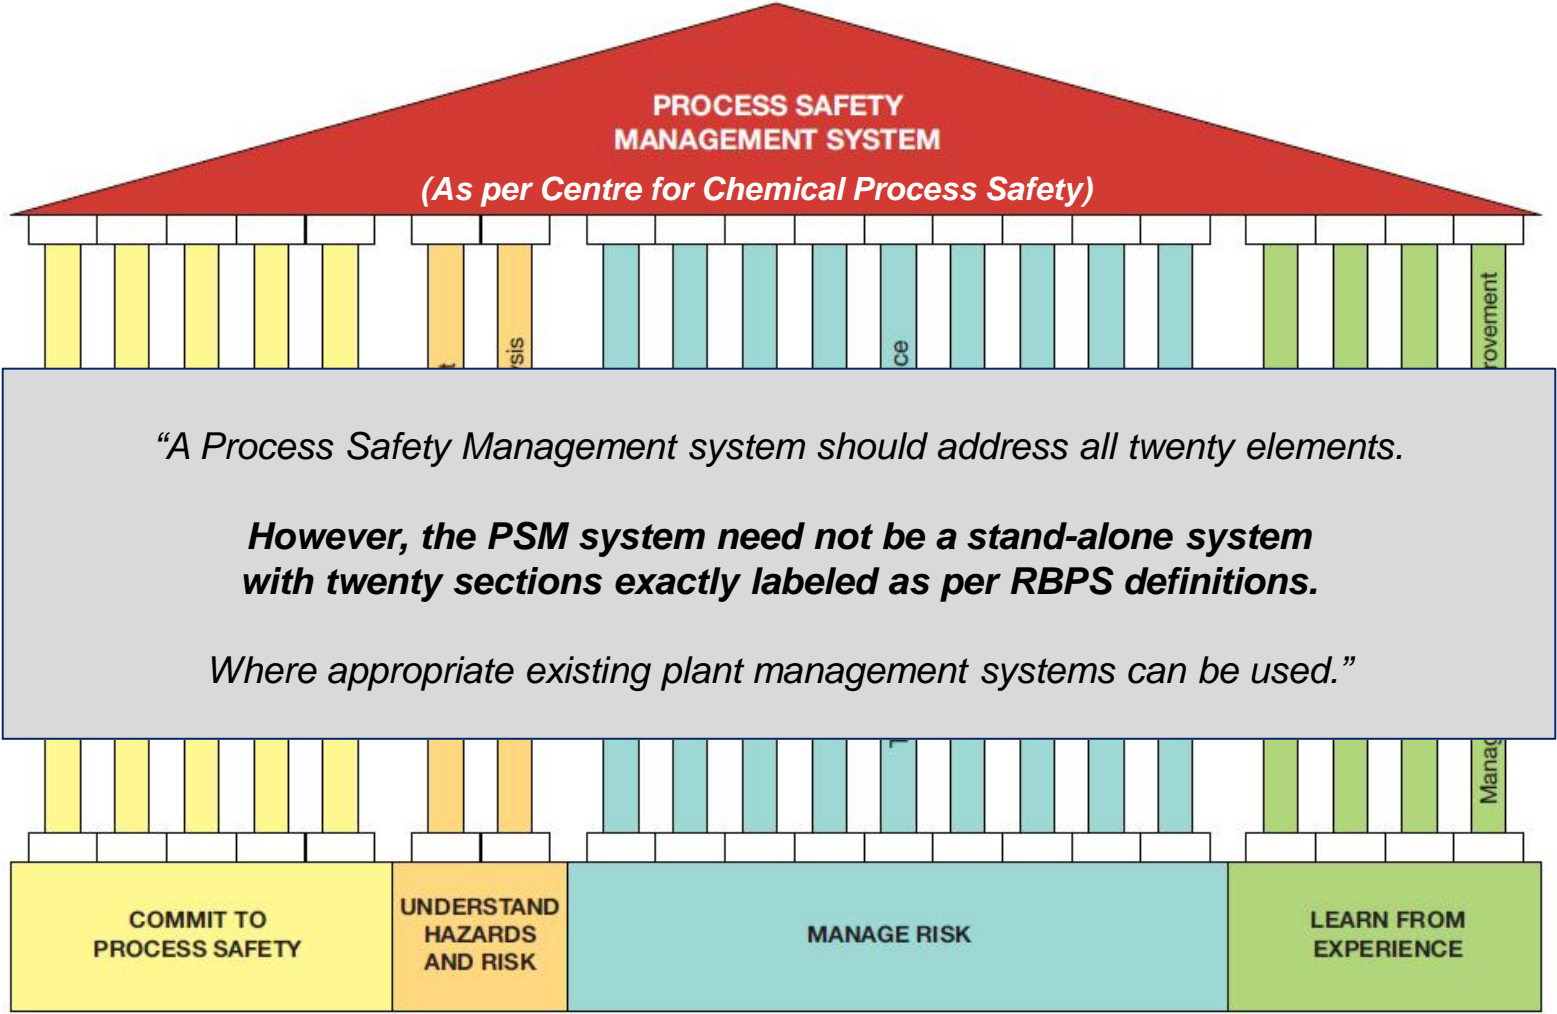 PROCESS SAFETY
MANAGEMENT SYSTEM
(As per Centre for Chemical Process Safety)
“A Process Safety Management system should address all twenty elements.
However, the PSM system need not be a stand-alone system
with twenty sections exactly labeled as per RBPS definitions.
Where appropriate existing plant management systems can be used.”
COMMIT TO
PROCESS SAFETY
UNDERSTAND
HAZARDS
AND RISK
MANAGE RISK
LEARN FROM
EXPERIENCE